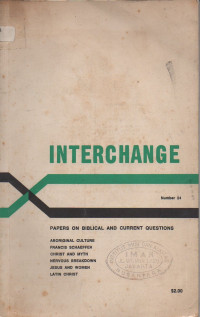 INTERCHANGE
Number 24
PAPERS ON BIBLICAL AND CURRENT QUESTIONS
ABORIGINAL CULTURE
FRANCIS SCHAEFFER
CHRIST AND MYTH
NERVOUS BREAKDOWN
JESUS AND WOMEN
LATIN CHRIST
$2.00